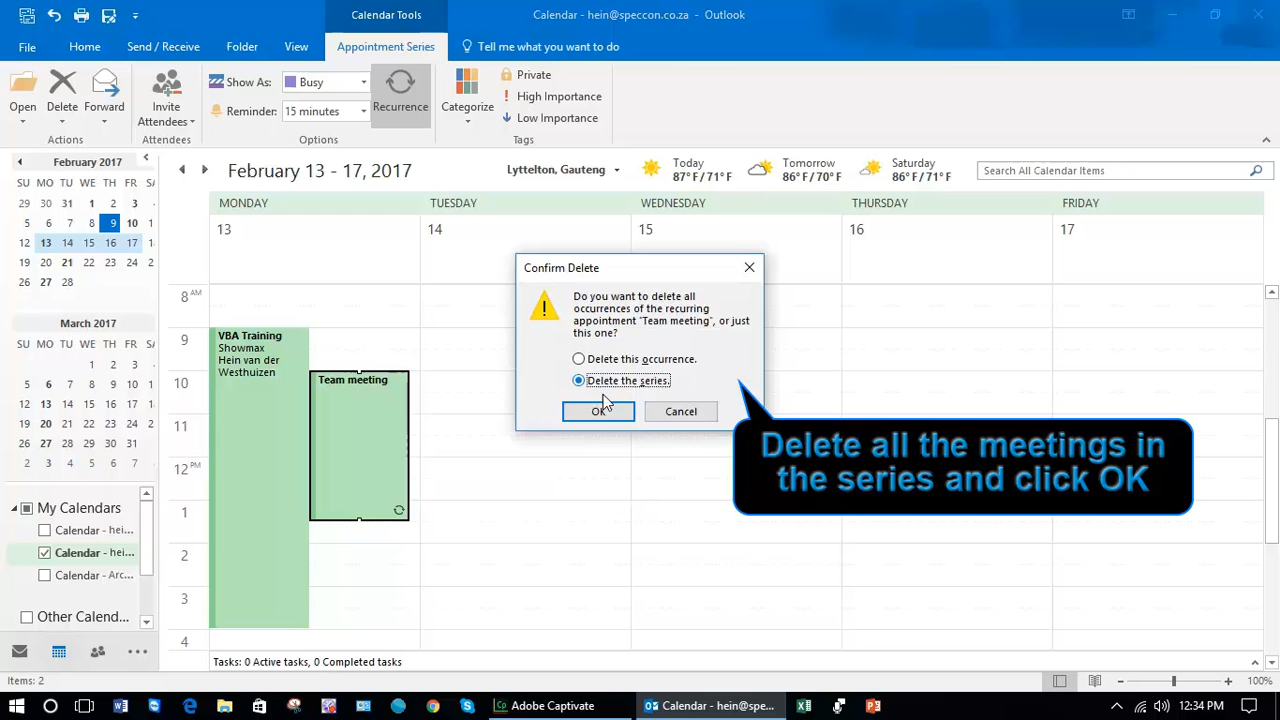 Calendar Tools
Calendar - hein@speccon.co.za - Outlook
File Home Send / Receive Folder View Appointment Series Tell me what you want to do
Open
Delete
Forward
Actions
Invite
Attendees
Attendees
Show As: Busy
Reminder: 15 minutes
Recurrence
Options
Categorize
Private
High Importance
Low Importance
Tags
February 2017
SU MO TU WE TH FR SA
29 30 31 1 2 3
5 6 7 8 9 10
12 13 14 15 16 17
19 20 21 22 23 24
26 27 28
March 2017
1 2 3
5 6 7 8 9 10
12 13 14 15 16 17
19 20 21 22 23 24
26 27 28 29 30 31
2 3 4 5 6 7
My Calendars
Calendar - hei...
Calendar - hei...
Calendar - Arc...
Other Calend...
February 13 - 17, 2017
Lyttelton, Gauteng
Today
87° F / 71° F
Tomorrow
86° F / 70° F
Saturday
86° F / 71° F
Search All Calendar Items
MONDAY TUESDAY WEDNESDAY THURSDAY FRIDAY
13 14 15 16 17
8 AM
9
10
11
12 PM
1
2
3
4
VBA Training
Showmax
Hein van der
Westhuizen
Team meeting
Confirm Delete
Do you want to delete all
occurrences of the recurring
appointment "Team meeting", or just
this one?
Delete this occurrence.
Delete the series.
OK
Cancel
Delete all the meetings in
the series and click OK
Tasks: 0 Active tasks, 0 Completed tasks
Items: 2
100%
Adobe Captivate
Calendar - hein@spe...
12:34 PM